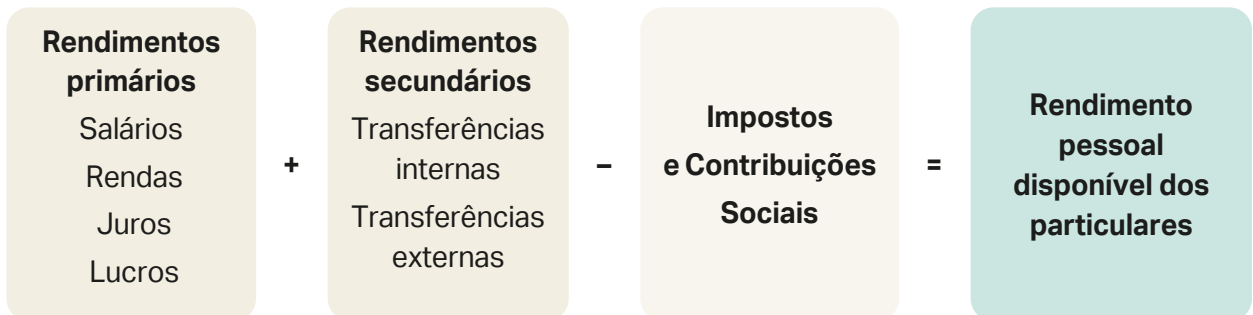 Rendimentos
primários
Salários
Rendas
Juros
Lucros
+
Rendimentos
secundários
Transferências
internas
Transferências
externas
–
Impostos
e Contribuições
Sociais
=
Rendimento
pessoal
disponível dos
particulares